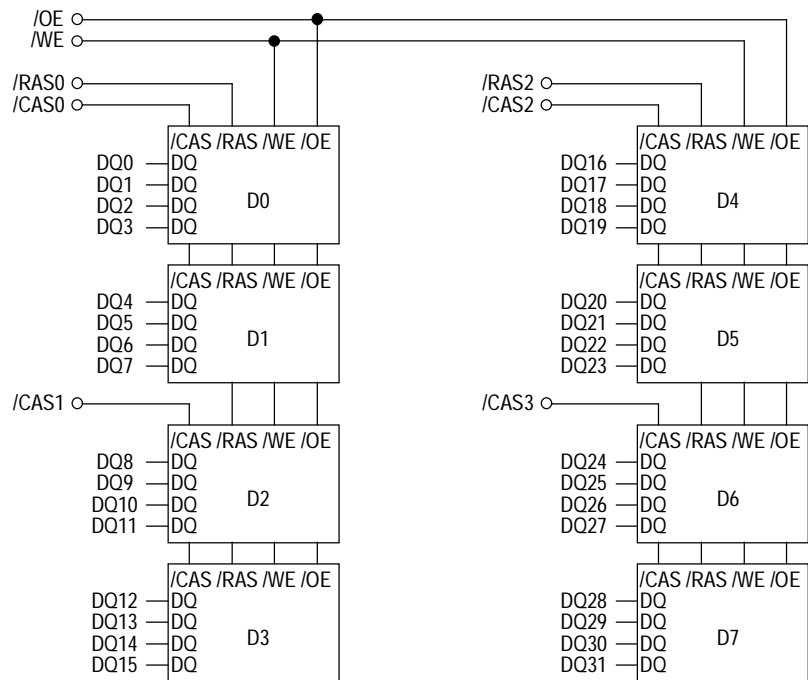 /OE
/WE
/RAS0
/CAS0
/CAS /RAS /WE /OE
DQ0 DQ
DQ1 DQ
DQ2 DQ
DQ3 DQ
D0
/CAS /RAS /WE /OE
DQ4 DQ
DQ5 DQ
DQ6 DQ
DQ7 DQ
D1
/CAS1
/CAS /RAS /WE /OE
DQ8 DQ
DQ9 DQ
DQ10 DQ
DQ11 DQ
D2
/CAS /RAS /WE /OE
DQ12 DQ
DQ13 DQ
DQ14 DQ
DQ15 DQ
D3
/RAS2
/CAS2
/CAS /RAS /WE /OE
DQ16 DQ
DQ17 DQ
DQ18 DQ
DQ19 DQ
D4
/CAS /RAS /WE /OE
DQ20 DQ
DQ21 DQ
DQ22 DQ
DQ23 DQ
D5
/CAS3
/CAS /RAS /WE /OE
DQ24 DQ
DQ25 DQ
DQ26 DQ
DQ27 DQ
D6
/CAS /RAS /WE /OE
DQ28 DQ
DQ29 DQ
DQ30 DQ
DQ31 DQ
D7